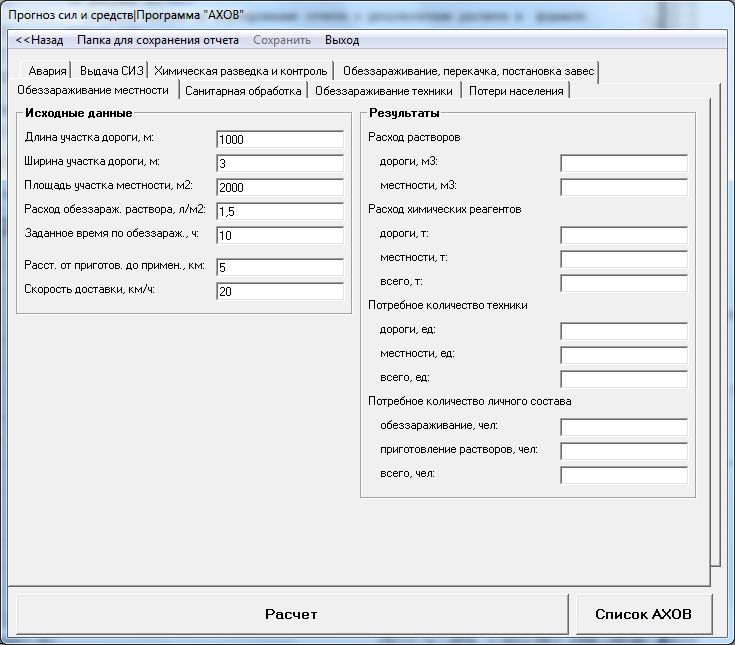 Прогноз сил и средств|Программа "АХОВ"
<<Назад Папка для сохранения отчета Сохранить Выход
Авария Выдача СИЗ Химическая разведка и контроль Обеззараживание, перекачка, постановка завес
Обеззараживание местности Санитарная обработка Обеззараживание техники Потери населения
Исходные данные
Длина участка дороги, м: 1000
Ширина участка дороги, м: 3
Площадь участка местности, м2: 2000
Расход обеззараж. раствора, л/м2: 1,5
Заданное время по обеззараж., ч: 10
Расст. от приготов. до примен., км: 5
Скорость доставки, км/ч: 20
Результаты
Расход растворов
дороги, м3:
местности, м3:
Расход химических реагентов
дороги, т:
местности, т:
всего, т:
Потребное количество техники
дороги, ед:
местности, ед:
всего, ед:
Потребное количество личного состава
обеззараживание, чел:
приготовление растворов, чел:
всего, чел:
Расчет
Список АХОВ